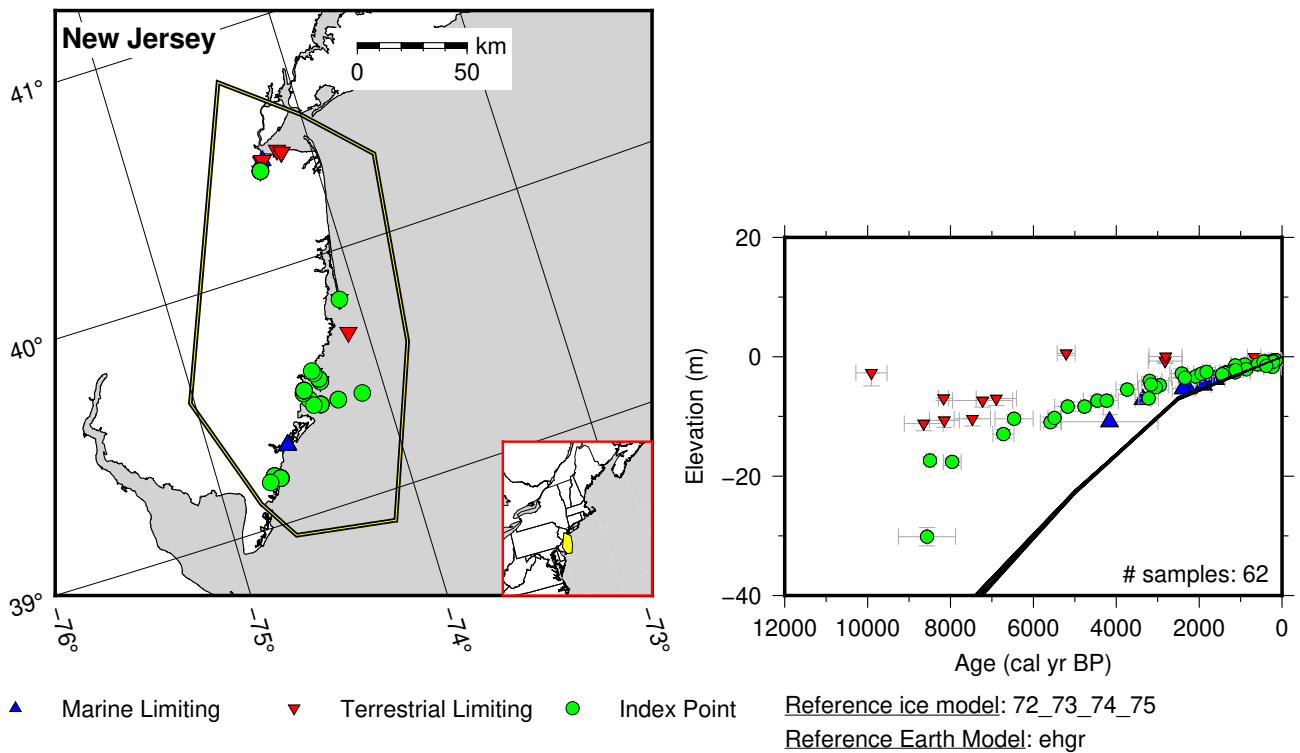 New Jersey
km
0 50
41°
40°
39°
−76°
−75°
−74°
−73°
20
0
−20
−40
Elevation (m)
# samples: 62
12000 10000 8000 6000 4000 2000 0
Age (cal yr BP)
Marine Limiting
Terrestrial Limiting
Index Point
Reference ice model: 72_73_74_75
Reference Earth Model: ehgr